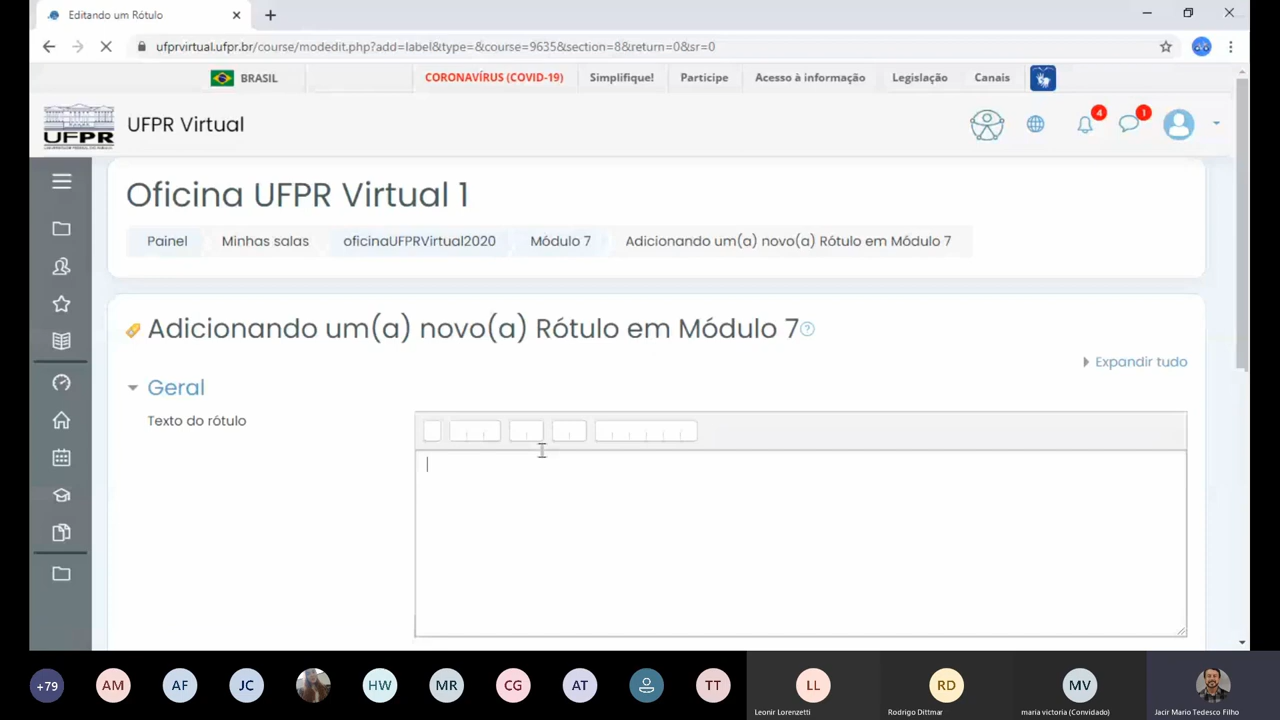 Editando um Rótulo
ufprvirtual.ufpr.br/course/modedit.php?add=label&type=&course=9635&section=8&return=0&sr=0
BRASIL CORONAVÍRUS (COVID-19) Simplifique! Participe Acesso à informação Legislação Canais
UFPR UFPR Virtual 4 1
Oficina UFPR Virtual 1
Painel Minhas salas oficinaUFPRVirtual2020 Módulo 7 Adicionando um(a) novo(a) Rótulo em Módulo 7
Adicionando um(a) novo(a) Rótulo em Módulo 7
Expandir tudo
Geral
Texto do rótulo
+79 AM AF JC HW MR CG AT TT LL RD MV
Leonir Lorenzetti Rodrigo Dittmar maria victoria (Convidado) Jacir Mario Tedesco Filho